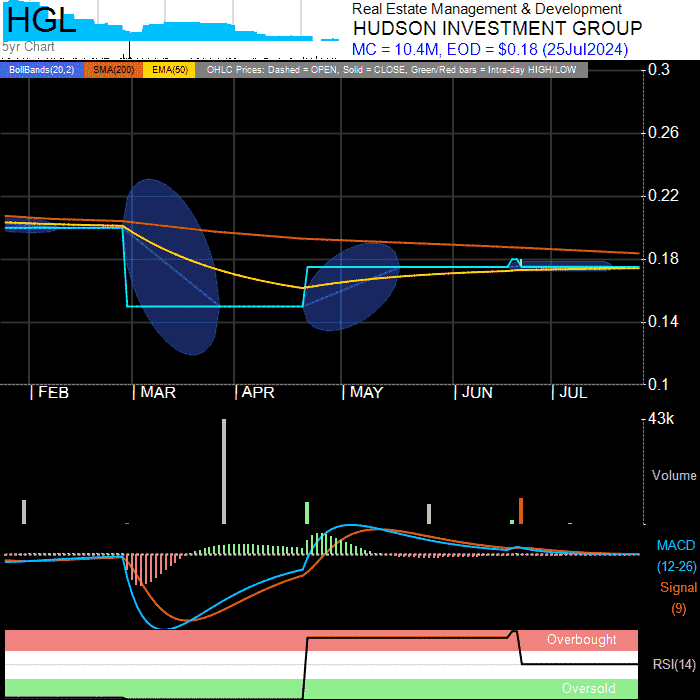 HGL
5yr Chart
Real Estate Management & Development
HUDSON INVESTMENT GROUP
MC = 10.4M, EOD = $0.18 (25Jul2024)
BollBands(20,2) SMA(200) EMA(50) OHLC Prices: Dashed = OPEN, Solid = CLOSE, Green/Red bars = Intra-day HIGH/LOW
0.3
0.26
0.22
0.18
0.14
0.1
FEB MAR APR MAY JUN JUL
43k
Volume
MACD
(12-26)
Signal
(9)
Overbought
RSI(14)
Oversold